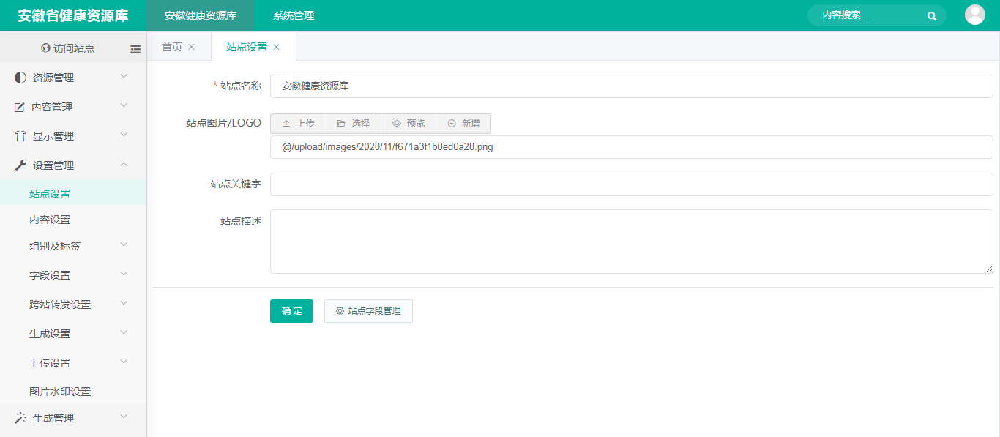 安徽省健康资源库
安徽健康资源库
系统管理
内容搜索...
访问站点
首页
站点设置
资源管理
内容管理
显示管理
设置管理
站点设置
内容设置
组别及标签
字段设置
跨站转发设置
生成设置
上传设置
图片水印设置
生成管理
* 站点名称
安徽健康资源库
站点图片/LOGO
上传
选择
预览
新增
@/upload/images/2020/11/f671a3f1b0ed0a28.png
站点关键字
站点描述
确 定
站点字段管理